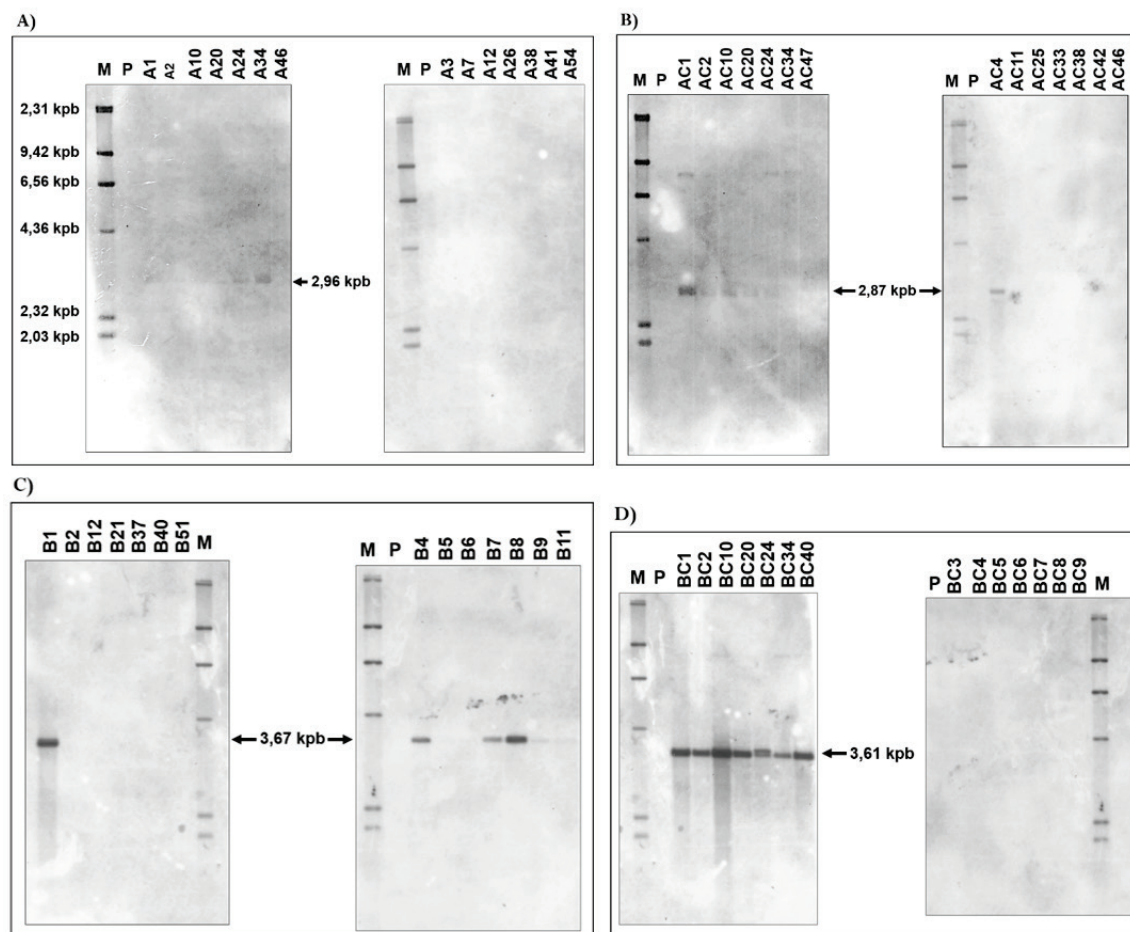 A)
M P A1 A2 A10 A20 A24 A34 A46
M P A3 A7 A12 A26 A38 A41 A54
2,31 kpb
9,42 kpb
6,56 kpb
4,36 kpb
2,96 kpb
2,32 kpb
2,03 kpb
B)
M P AC1 AC2 AC10 AC20 AC24 AC34 AC47
M P AC4 AC11 AC25 AC33 AC38 AC42 AC46
2,87 kpb
C)
B1 B2 B12 B21 B37 B40 B51 M
M P B4 B5 B6 B7 B8 B9 B11
3,67 kpb
D)
M P BC1 BC2 BC10 BC20 BC24 BC34 BC40
P BC3 BC4 BC5 BC6 BC7 BC8 BC9 M
3,61 kpb